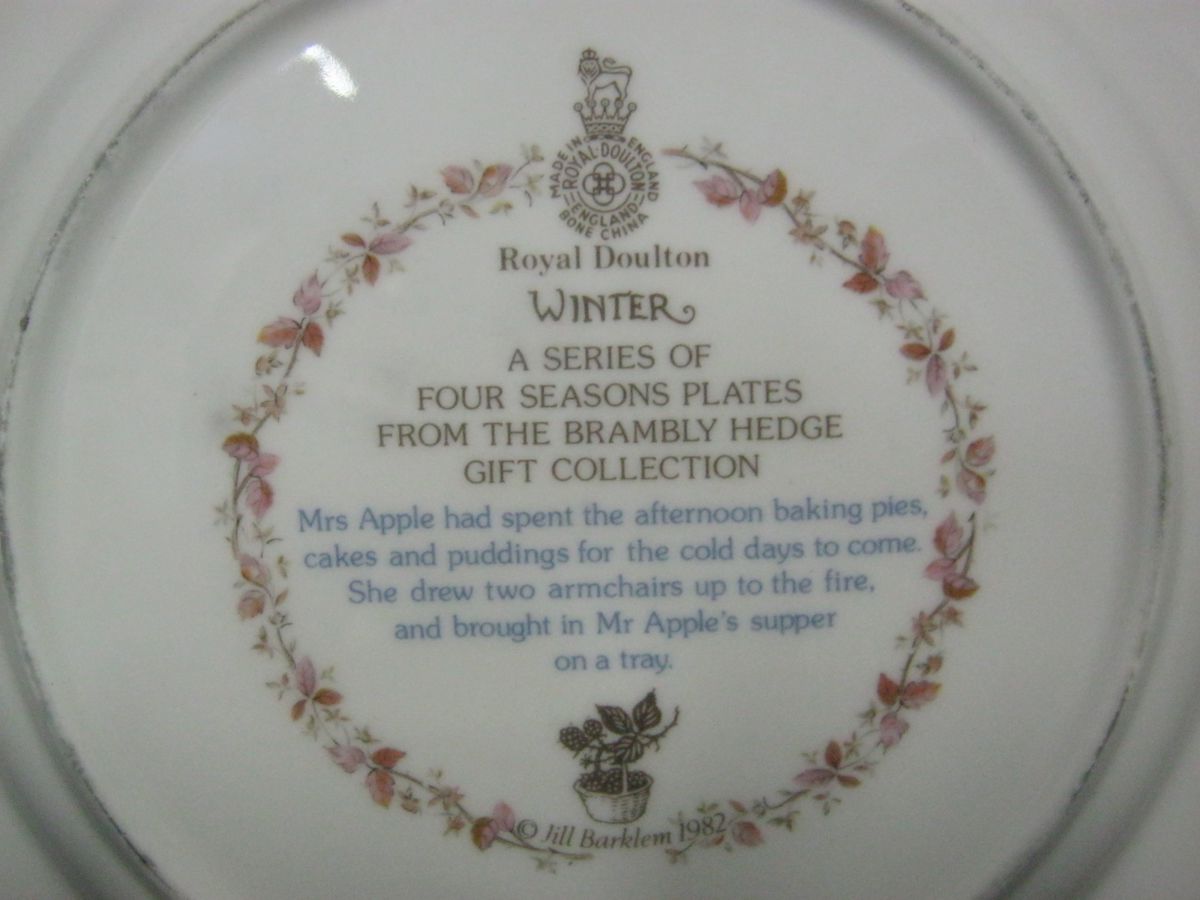 MADE IN ENGLAND
ROYAL·DOULTON
ENGLAND
BONE CHINA
Royal Doulton
WINTER
A SERIES OF
FOUR SEASONS PLATES
FROM THE BRAMBLY HEDGE
GIFT COLLECTION
Mrs Apple had spent the afternoon baking pies,
cakes and puddings for the cold days to come.
She drew two armchairs up to the fire,
and brought in Mr Apple's supper
on a tray.
© Jill Barklem 1982